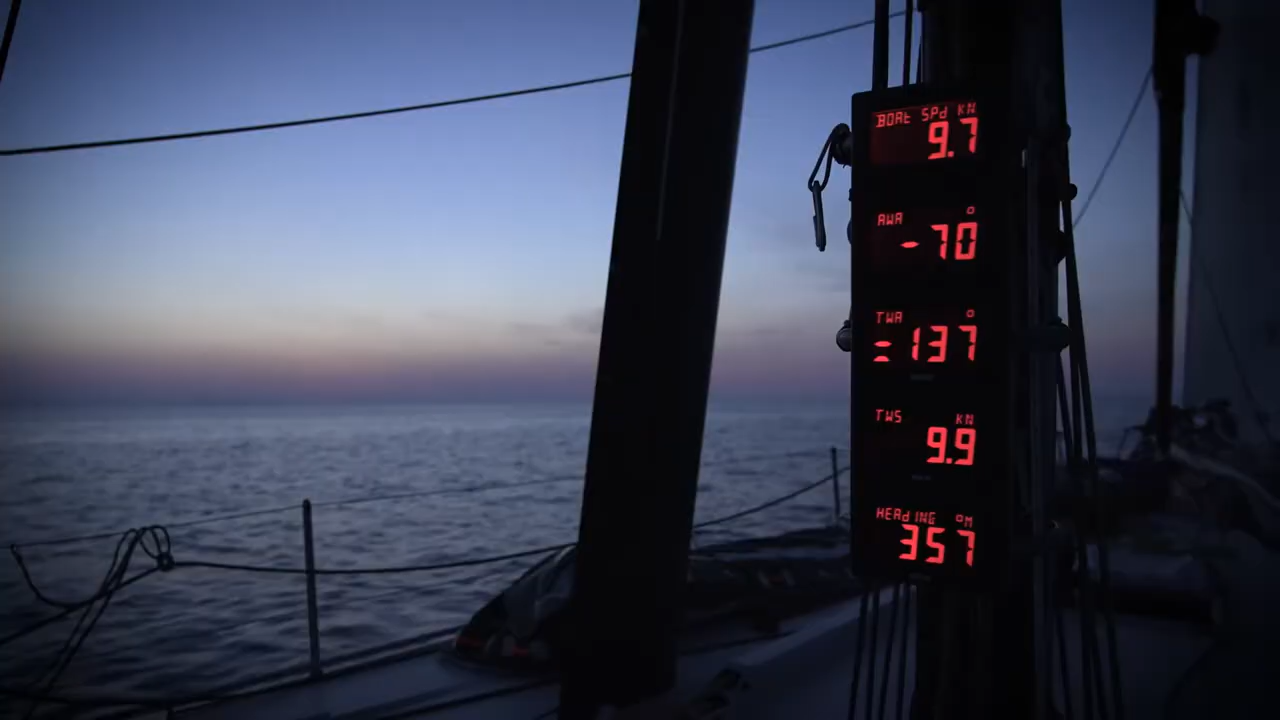 BOAt SPd KN
9.7
AWA °
-70
TWA °
=137
TWS KN
9.9
HEAdING °M
357